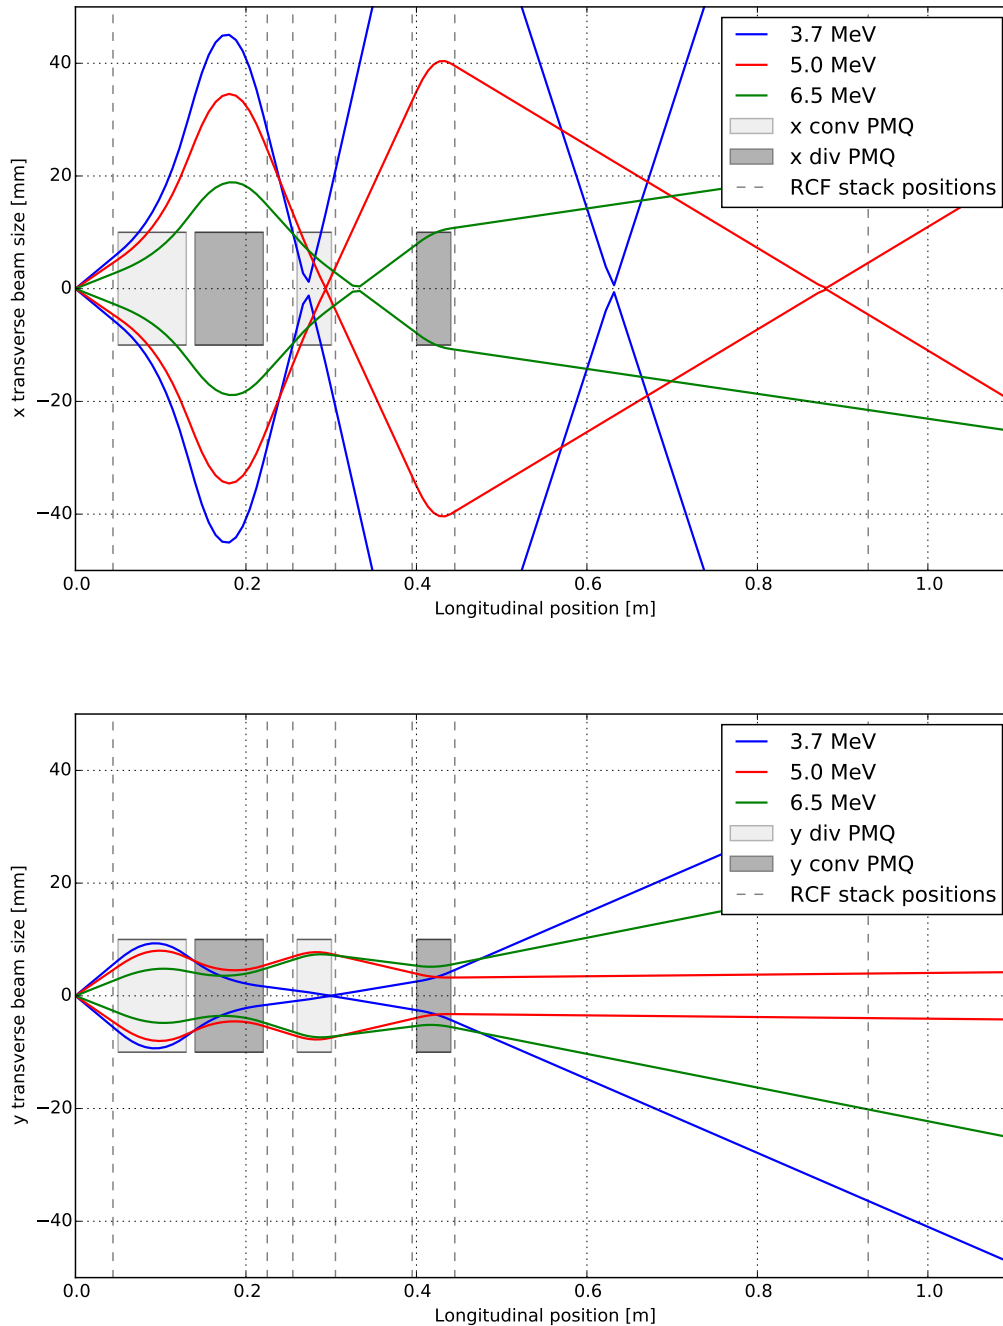 x transverse beam size [mm]
40
20
0
−20
−40
3.7 MeV
5.0 MeV
6.5 MeV
x conv PMQ
x div PMQ
RCF stack positions
0.0 0.2 0.4 0.6 0.8 1.0
Longitudinal position [m]
y transverse beam size [mm]
40
20
0
−20
−40
3.7 MeV
5.0 MeV
6.5 MeV
y div PMQ
y conv PMQ
RCF stack positions
0.0 0.2 0.4 0.6 0.8 1.0
Longitudinal position [m]